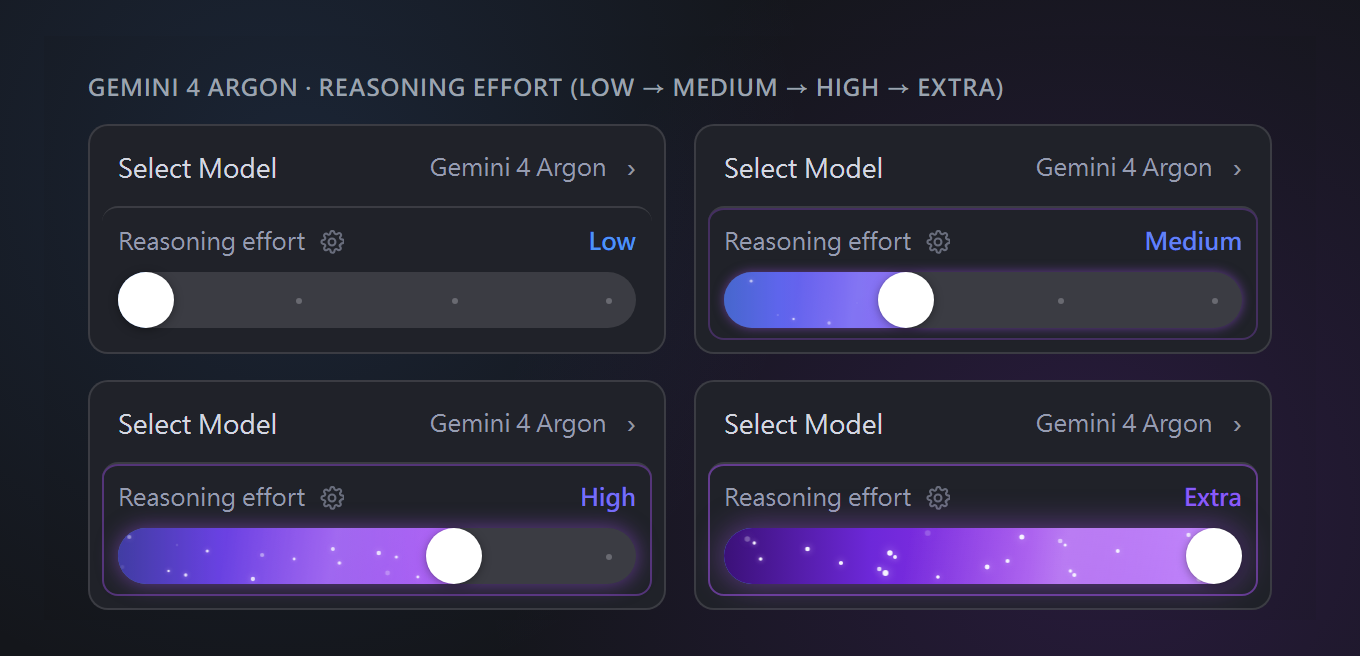 GEMINI 4 ARGON · REASONING EFFORT (LOW → MEDIUM → HIGH → EXTRA)
Select Model Gemini 4 Argon ›
Reasoning effort Low
Select Model Gemini 4 Argon ›
Reasoning effort Medium
Select Model Gemini 4 Argon ›
Reasoning effort High
Select Model Gemini 4 Argon ›
Reasoning effort Extra